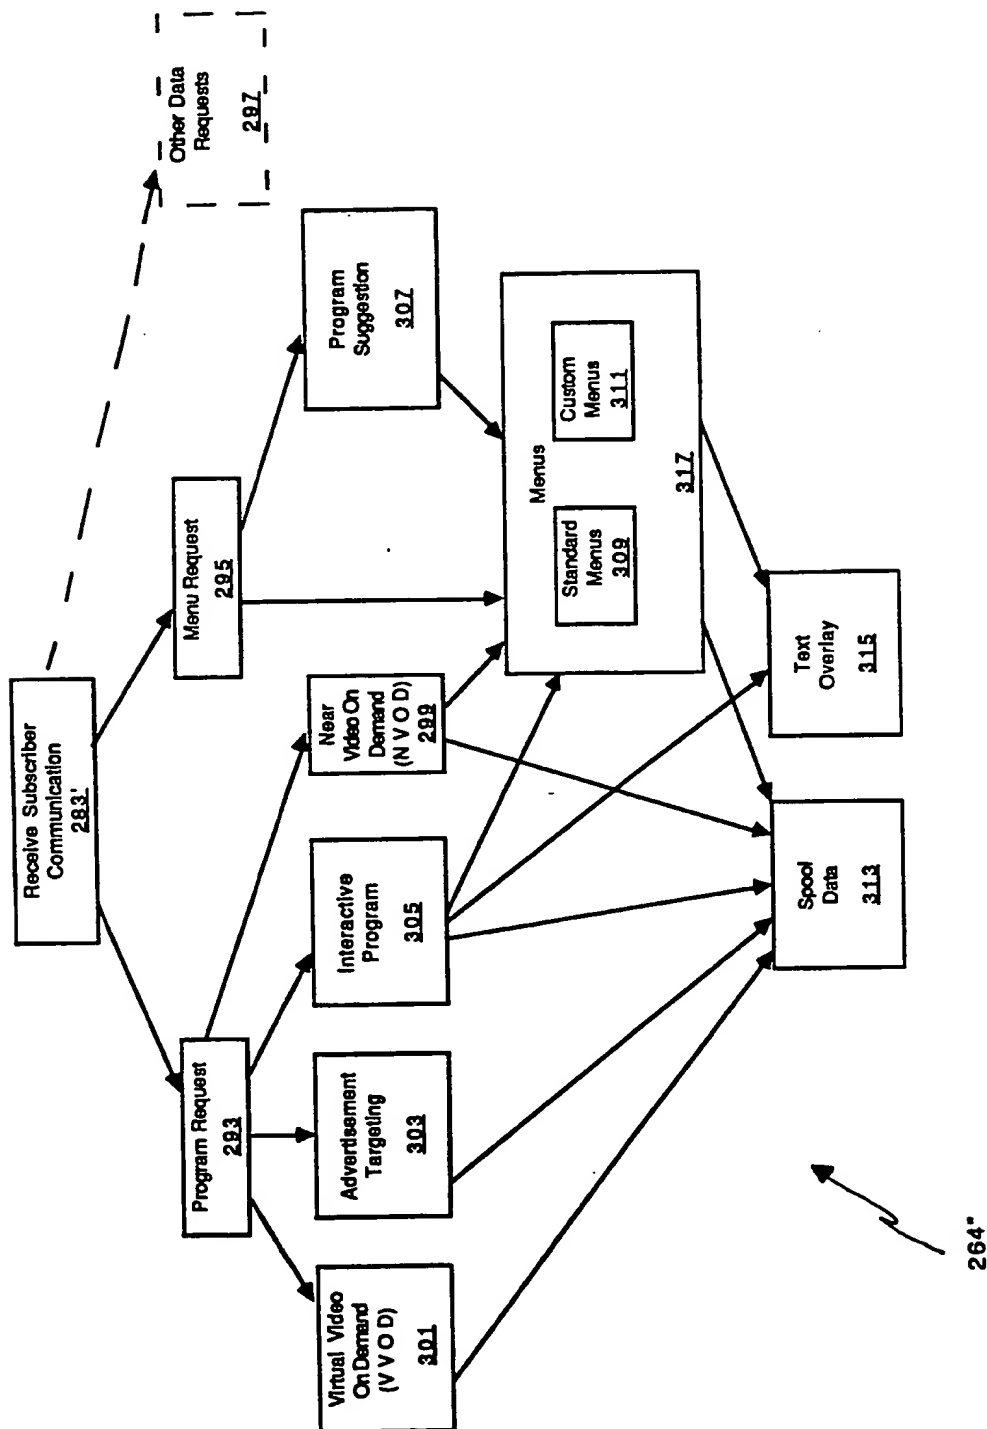 Receive Subscriber
Communication
283'
Program Request
293
Menu Request
295
Other Data
Requests
297
Virtual Video
On Demand
(V V O D)
301
Advertisement
Targeting
303
Interactive
Program
305
Near
Video On
Demand
(N V O D)
299
Program
Suggestion
307
Menus
Standard
Menus
309
Custom
Menus
311
317
Spool
Data
313
Text
Overlay
315
264"